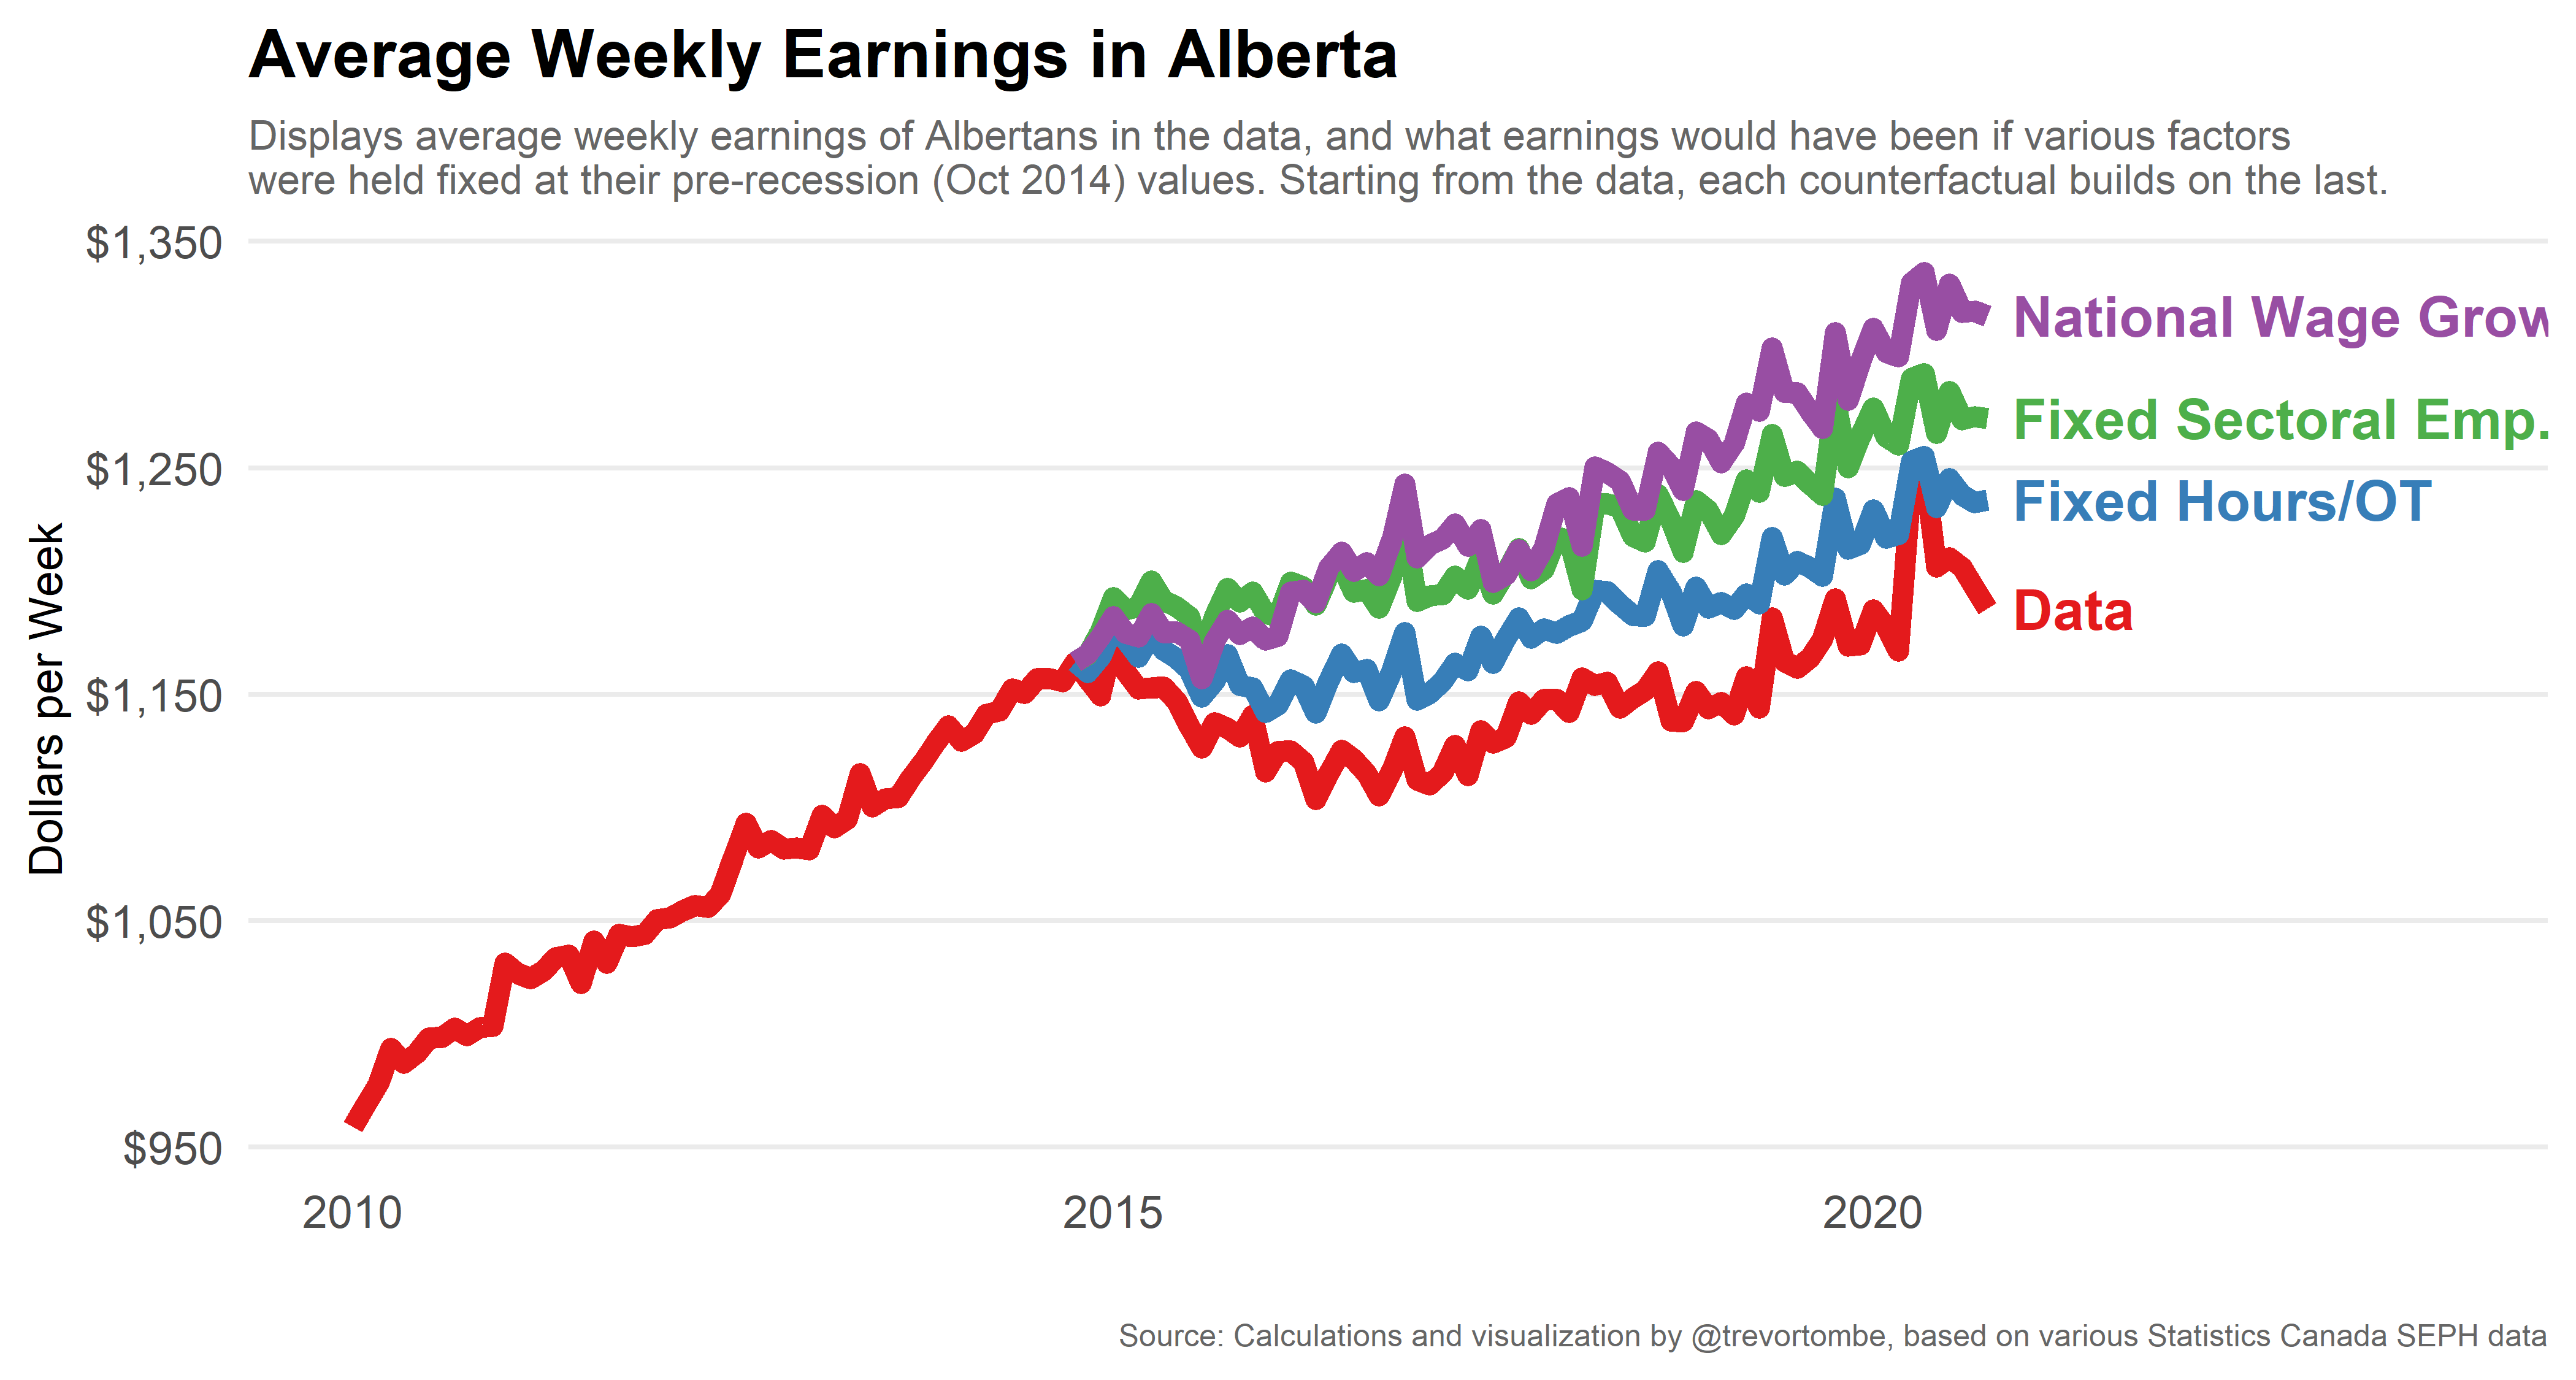 Average Weekly Earnings in Alberta
Displays average weekly earnings of Albertans in the data, and what earnings would have been if various factors
were held fixed at their pre-recession (Oct 2014) values. Starting from the data, each counterfactual builds on the last.
Dollars per Week
$1,350
$1,250
$1,150
$1,050
$950
National Wage Grow
Fixed Sectoral Emp.
Fixed Hours/OT
Data
2010
2015
2020
Source: Calculations and visualization by @trevortombe, based on various Statistics Canada SEPH data